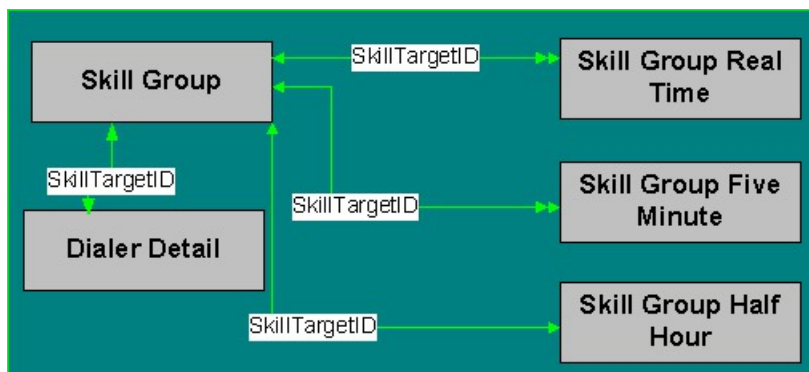 Skill Group
SkillTargetID
Skill Group Real
Time
SkillTargetID
SkillTargetID
Skill Group Five
Minute
Dialer Detail
SkillTargetID
Skill Group Half
Hour